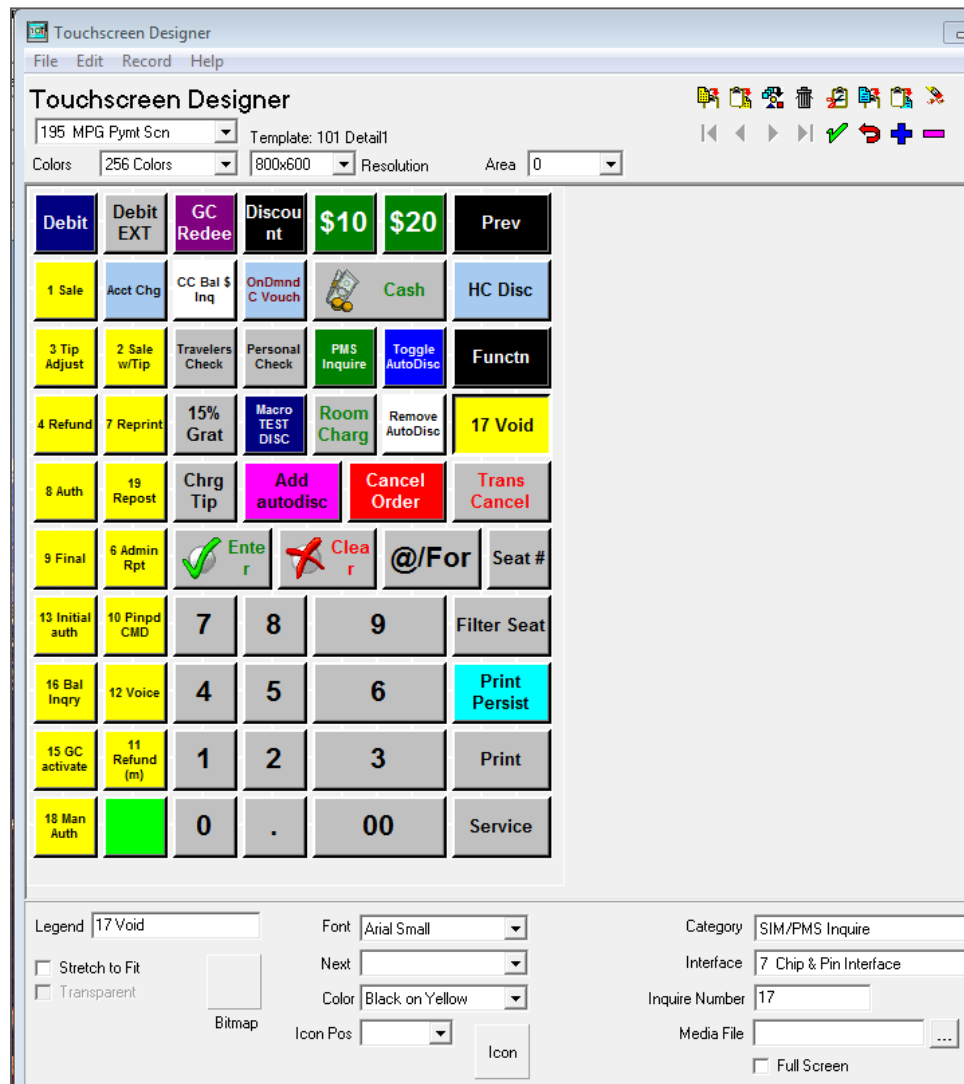 Touchscreen Designer
File Edit Record Help
Touchscreen Designer
195 MPG Pymt Scn Template: 101 Detail1
Colors 256 Colors 800x600 Resolution Area 0
Debit Debit EXT GC Redee Discou nt $10 $20 Prev
1 Sale Acct Chg CC Bal $ Inq OnDmnd C Vouch Cash HC Disc
3 Tip Adjust 2 Sale w/Tip Travelers Check Personal Check PMS Inquire Toggle AutoDisc Functn
4 Refund 7 Reprint 15% Grat Macro TEST DISC Room Charg Remove AutoDisc 17 Void
8 Auth 19 Repost Chrg Tip Add autodisc Cancel Order Trans Cancel
9 Final 6 Admin Rpt Ente r Clea r @/For Seat #
13 Initial auth 10 Pinpd CMD 7 8 9 Filter Seat
16 Bal Inqry 12 Voice 4 5 6 Print Persist
15 GC activate 11 Refund (m) 1 2 3 Print
18 Man Auth 0 . 00 Service
Legend 17 Void Font Arial Small Category SIM/PMS Inquire
Stretch to Fit Next Interface 7 Chip & Pin Interface
Transparent Color Black on Yellow Inquire Number 17
Bitmap Icon Pos Icon Media File ...
Full Screen